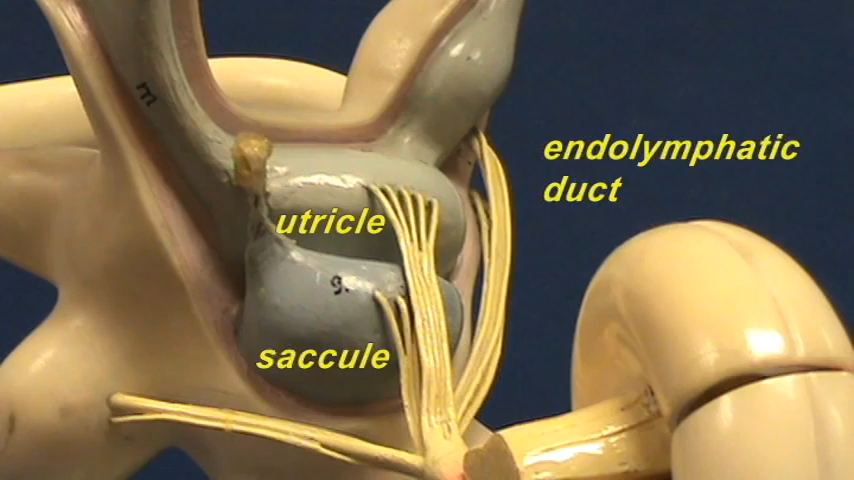 m
endolymphatic
duct
utricle
g.
saccule